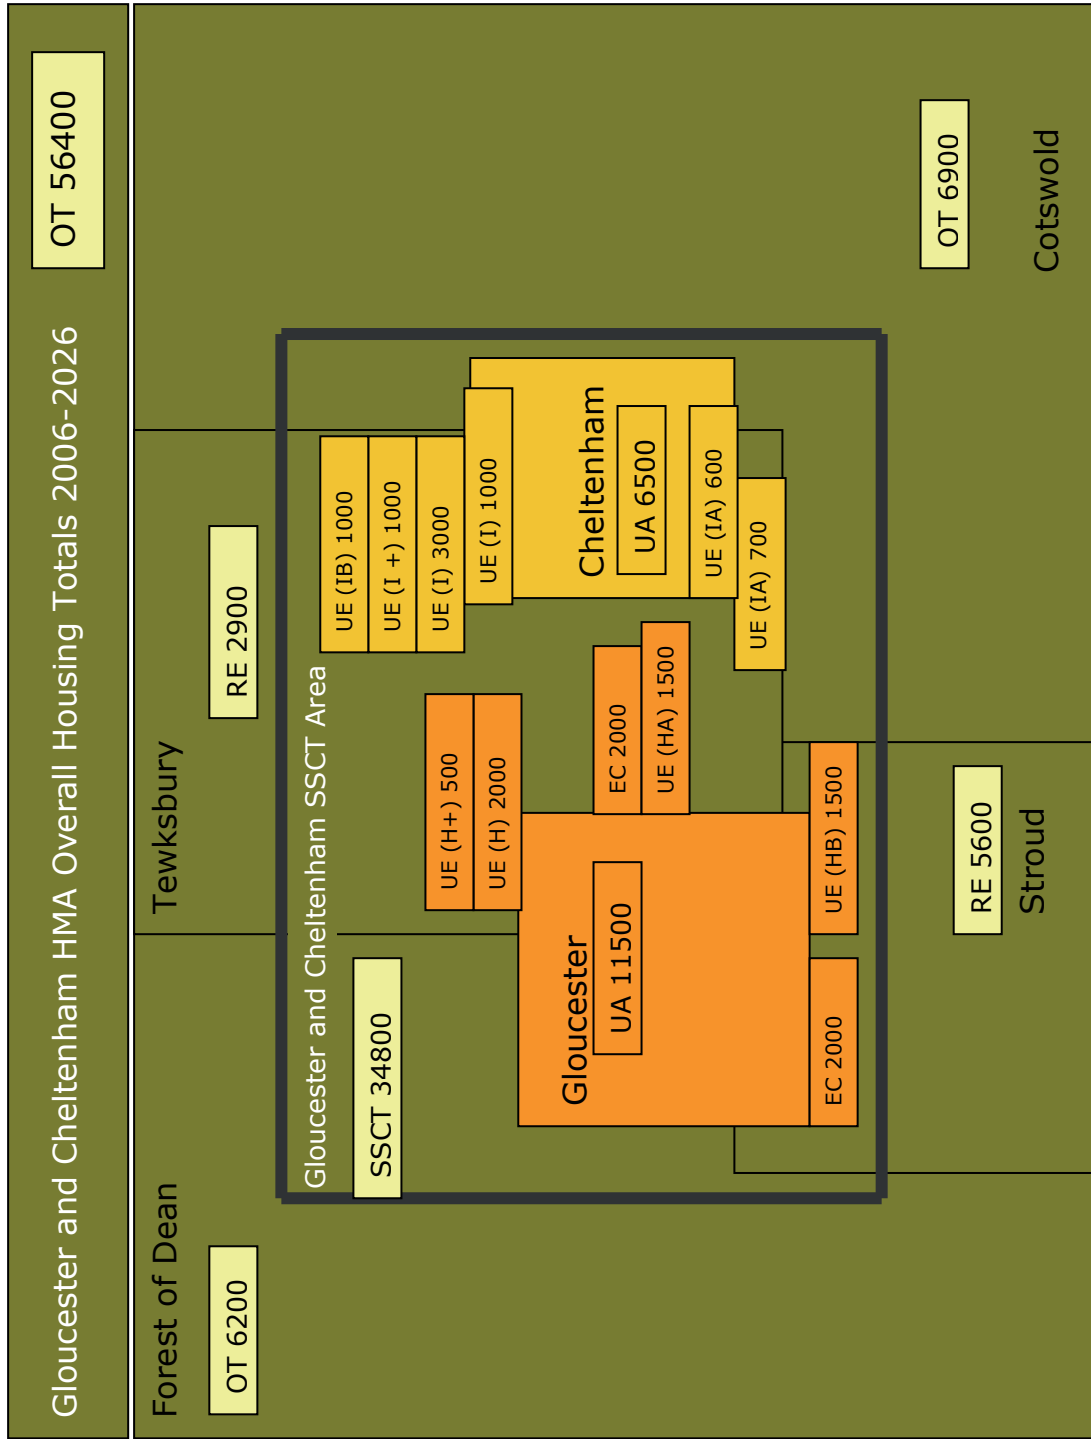 Gloucester and Cheltenham HMA Overall Housing Totals 2006-2026
OT 56400
Forest of Dean
OT 6200
Tewksbury
RE 2900
Gloucester and Cheltenham SSCT Area
SSCT 34800
UE (IB) 1000
UE (I +) 1000
UE (I) 3000
UE (I) 1000
UE (H+) 500
UE (H) 2000
Gloucester
UA 11500
EC 2000
UE (HA) 1500
Cheltenham
UA 6500
UE (IA) 600
UE (IA) 700
EC 2000
UE (HB) 1500
RE 5600
Stroud
OT 6900
Cotswold